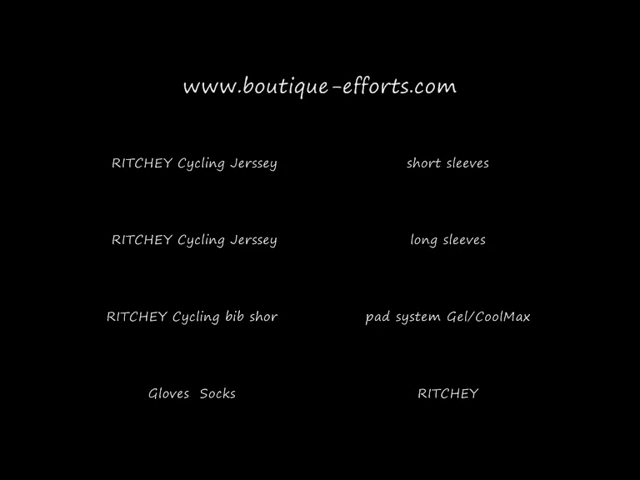 www.boutique-efforts.com
RITCHEY Cycling Jerssey short sleeves
RITCHEY Cycling Jerssey long sleeves
RITCHEY Cycling bib shor pad system Gel/CoolMax
Gloves Socks RITCHEY